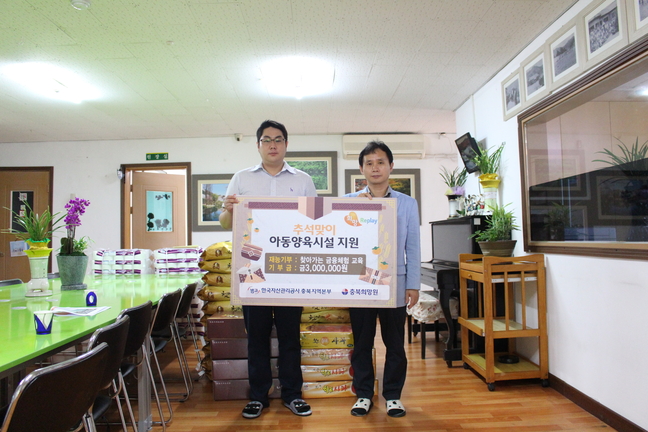 Replay
추석맞이
아동양육시설 지원
재능기부 : 찾아가는 금융체험 교육
기 부 금 : 금3,000,000원
한국자산관리공사 충북지역본부
충북희망원